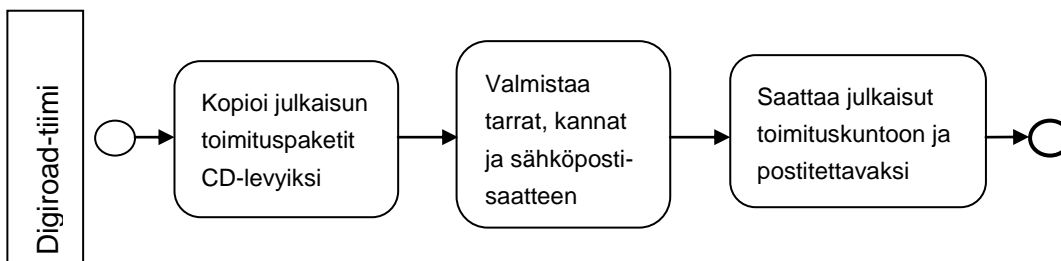 Digiroad-tiimi
Kopioi julkaisun
toimituspaketit
CD-levyiksi
Valmistaa
tarrat, kannat
ja sähköposti-
saatteen
Saattaa julkaisut
toimituskuntoon ja
postitettavaksi